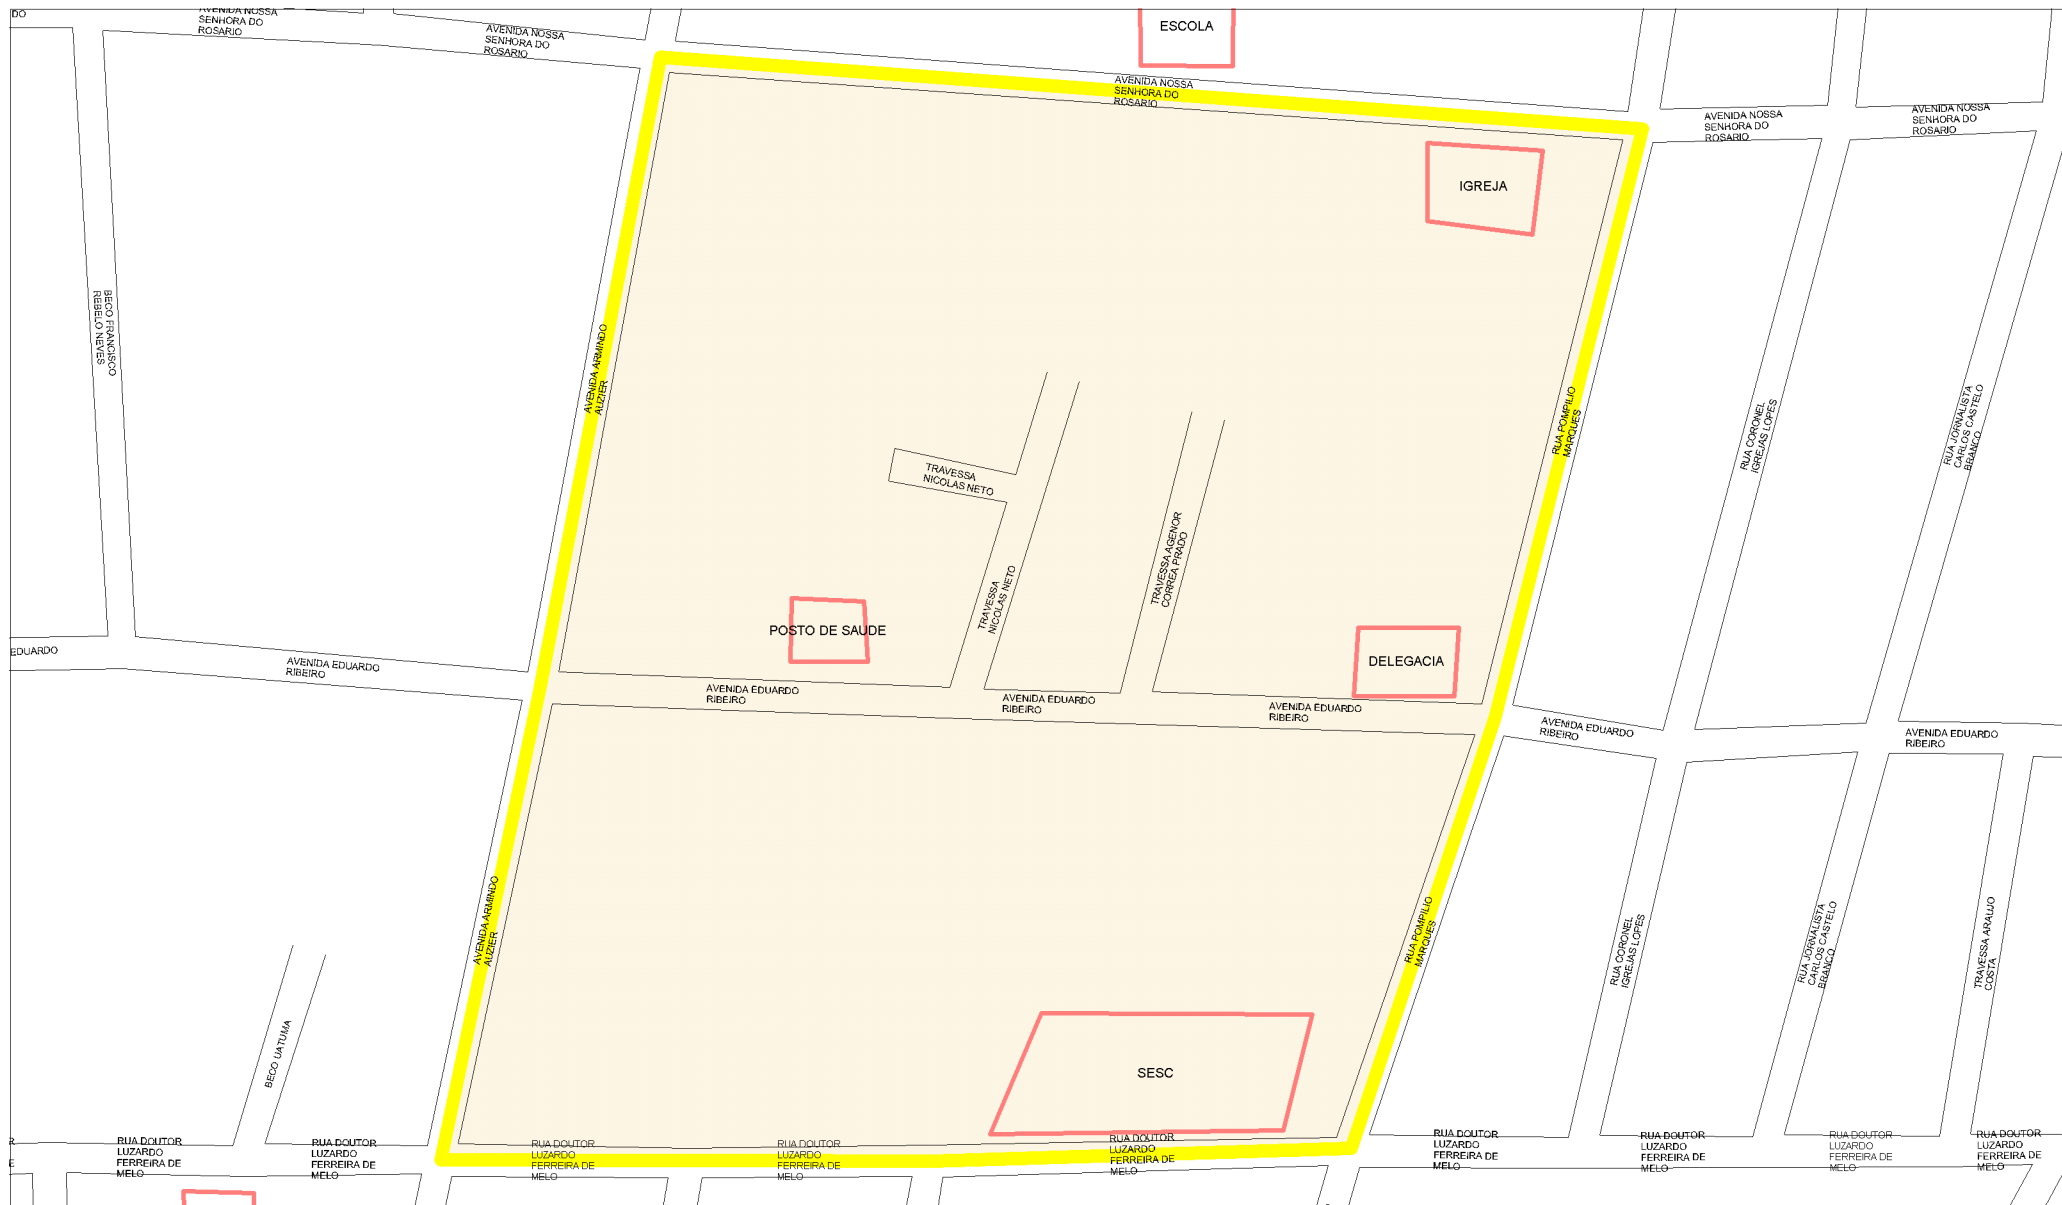 DO
AVENIDA NOSSA
SENHORA DO
ROSARIO
AVENIDA NOSSA
SENHORA DO
ROSARIO
ESCOLA
AVENIDA NOSSA
SENHORA DO
ROSARIO
AVENIDA NOSSA
SENHORA DO
ROSARIO
AVENIDA NOSSA
SENHORA DO
ROSARIO
IGREJA
BECO FRANCISCO
REBELO NEVES
AVENIDA ARMINDO
AUZIER
RUA POMPILIO
MARQUES
RUA CORONEL
IGREJAS LOPES
RUA JORNALISTA
CARLOS CASTELO
BRANCO
TRAVESSA
NICOLAS NETO
TRAVESSA
NICOLAS NETO
TRAVESSA AGENOR
CORREA PRADO
POSTO DE SAUDE
DELEGACIA
EDUARDO
AVENIDA EDUARDO
RIBEIRO
AVENIDA EDUARDO
RIBEIRO
AVENIDA EDUARDO
RIBEIRO
AVENIDA EDUARDO
RIBEIRO
AVENIDA EDUARDO
RIBEIRO
AVENIDA EDUARDO
RIBEIRO
AVENIDA ARMINDO
AUZIER
RUA POMPILIO
MARQUES
RUA CORONEL
IGREJAS LOPES
RUA JORNALISTA
CARLOS CASTELO
BRANCO
TRAVESSA ARAUJO
COSTA
BECO UATUMA
SESC
RUA DOUTOR
LUZARDO
FERREIRA DE
MELO
RUA DOUTOR
LUZARDO
FERREIRA DE
MELO
RUA DOUTOR
LUZARDO
FERREIRA DE
MELO
RUA DOUTOR
LUZARDO
FERREIRA DE
MELO
RUA DOUTOR
LUZARDO
FERREIRA DE
MELO
RUA DOUTOR
LUZARDO
FERREIRA DE
MELO
RUA DOUTOR
LUZARDO
FERREIRA DE
MELO
RUA DOUTOR
LUZARDO
FERREIRA DE
MELO
RUA DOUTOR
LUZARDO
FERREIRA DE
MELO